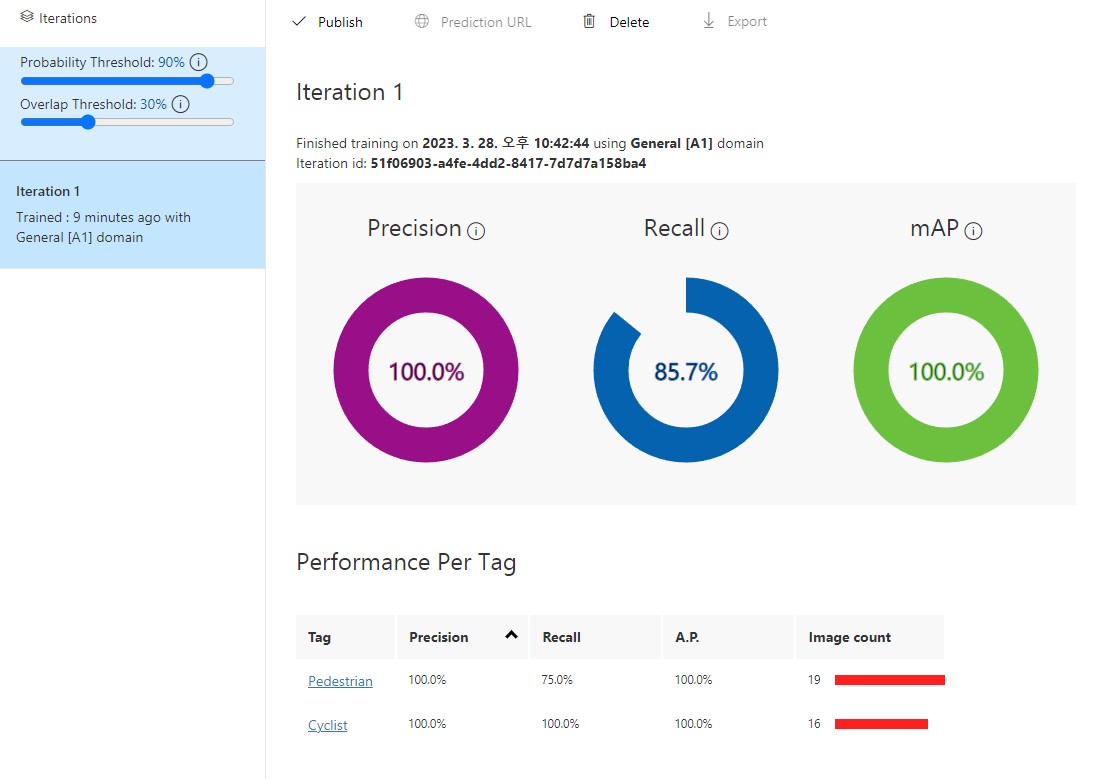 Iterations
Publish
Prediction URL
Delete
Export
Probability Threshold: 90%
Overlap Threshold: 30%
Iteration 1
Trained : 9 minutes ago with
General [A1] domain
Iteration 1
Finished training on 2023. 3. 28. 오후 10:42:44 using General [A1] domain
Iteration id: 51f06903-a4fe-4dd2-8417-7d7d7a158ba4
Precision
Recall
mAP
100.0%
85.7%
100.0%
Performance Per Tag
Tag Precision Recall A.P. Image count
Pedestrian 100.0% 75.0% 100.0% 19
Cyclist 100.0% 100.0% 100.0% 16